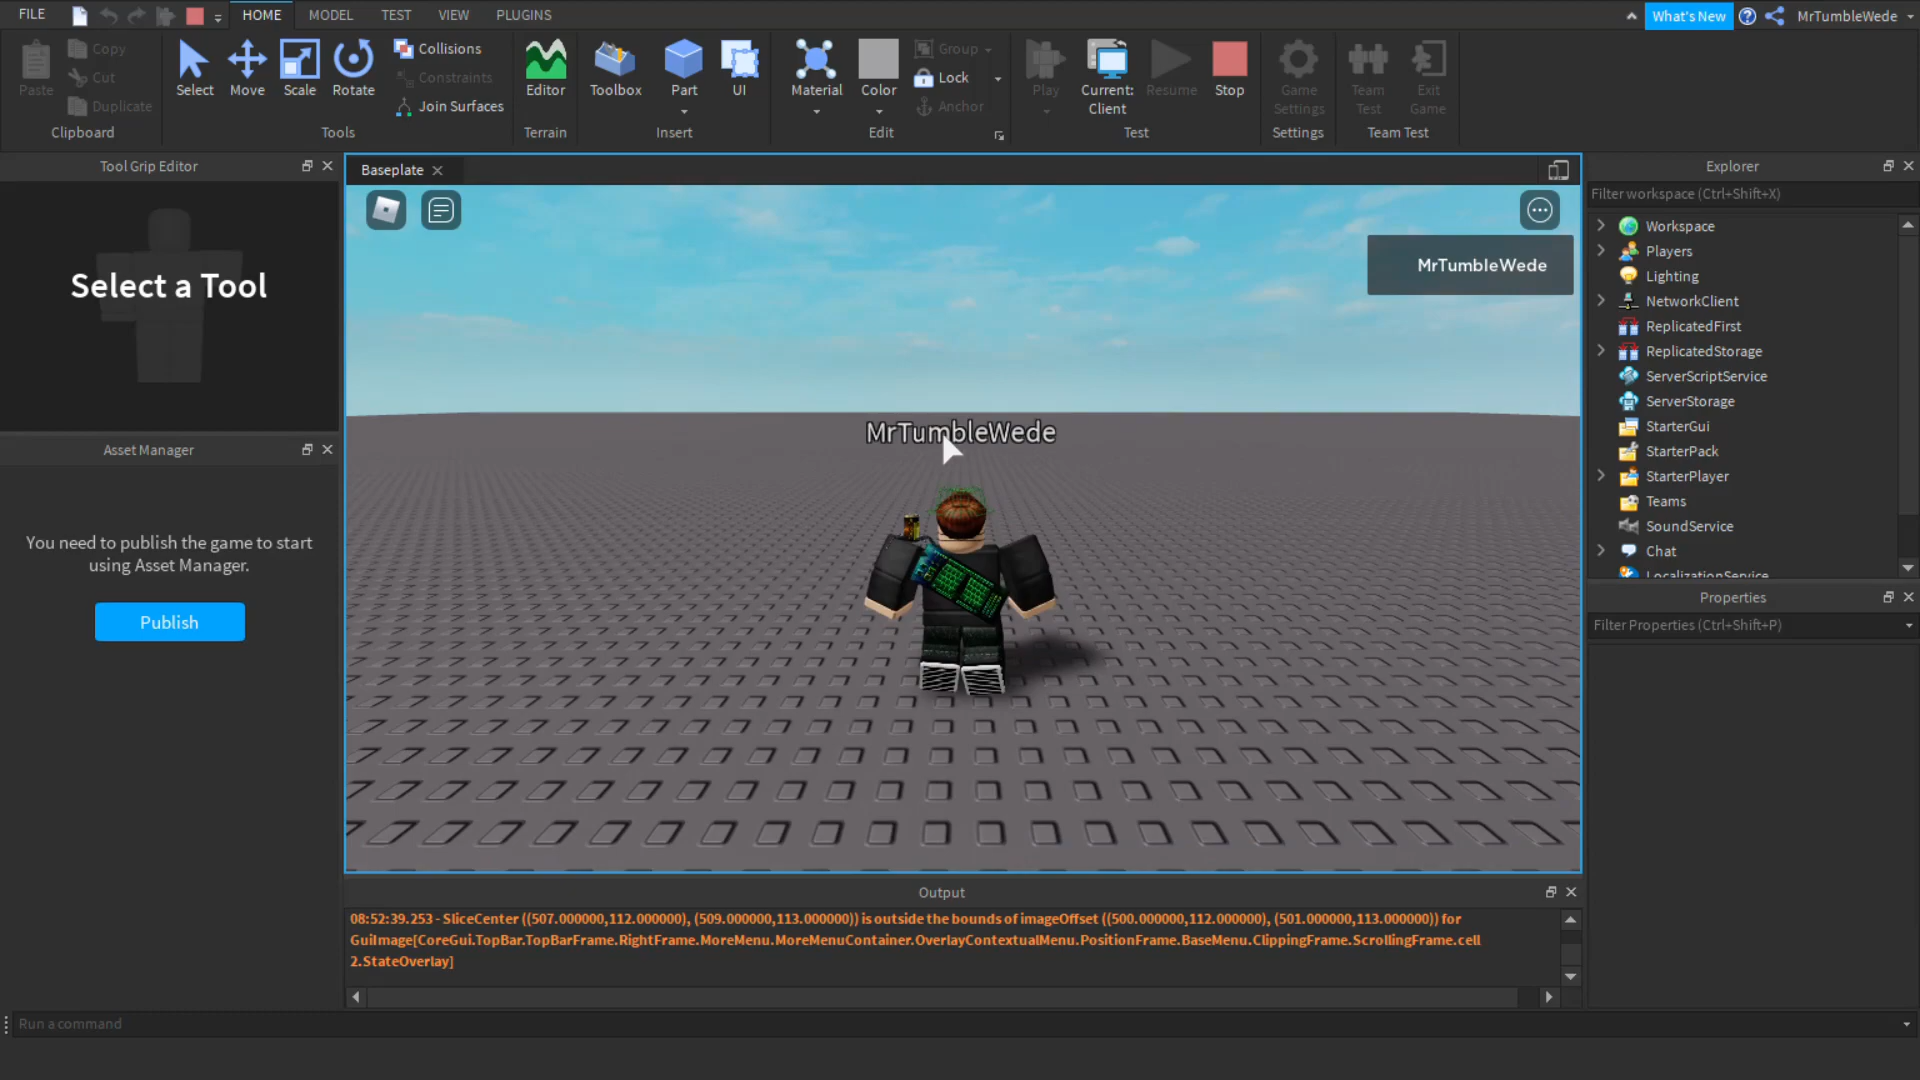 FILE
HOME
MODEL
TEST
VIEW
PLUGINS
What's New
MrTumbleWede
Paste
Copy
Cut
Duplicate
Clipboard
Select
Move
Scale
Rotate
Collisions
Constraints
Join Surfaces
Tools
Editor
Terrain
Toolbox
Part
UI
Insert
Material
Color
Group
Lock
Anchor
Edit
Play
Current:
Client
Resume
Stop
Test
Game
Settings
Settings
Team
Test
Exit
Game
Team Test
Tool Grip Editor
Select a Tool
Asset Manager
You need to publish the game to start
using Asset Manager.
Publish
Baseplate
MrTumbleWede
MrTumbleWede
Output
08:52:39.253 - SliceCenter ((507.000000,112.000000), (509.000000,113.000000)) is outside the bounds of imageOffset ((500.000000,112.000000), (501.000000,113.000000)) for
GuiImage[CoreGui.TopBar.TopBarFrame.RightFrame.MoreMenu.MoreMenuContainer.OverlayContextualMenu.PositionFrame.BaseMenu.ClippingFrame.ScrollingFrame.cell
2.StateOverlay]
Explorer
Filter workspace (Ctrl+Shift+X)
Workspace
Players
Lighting
NetworkClient
ReplicatedFirst
ReplicatedStorage
ServerScriptService
ServerStorage
StarterGui
StarterPack
StarterPlayer
Teams
SoundService
Chat
LocalizationService
Properties
Filter Properties (Ctrl+Shift+P)
Run a command